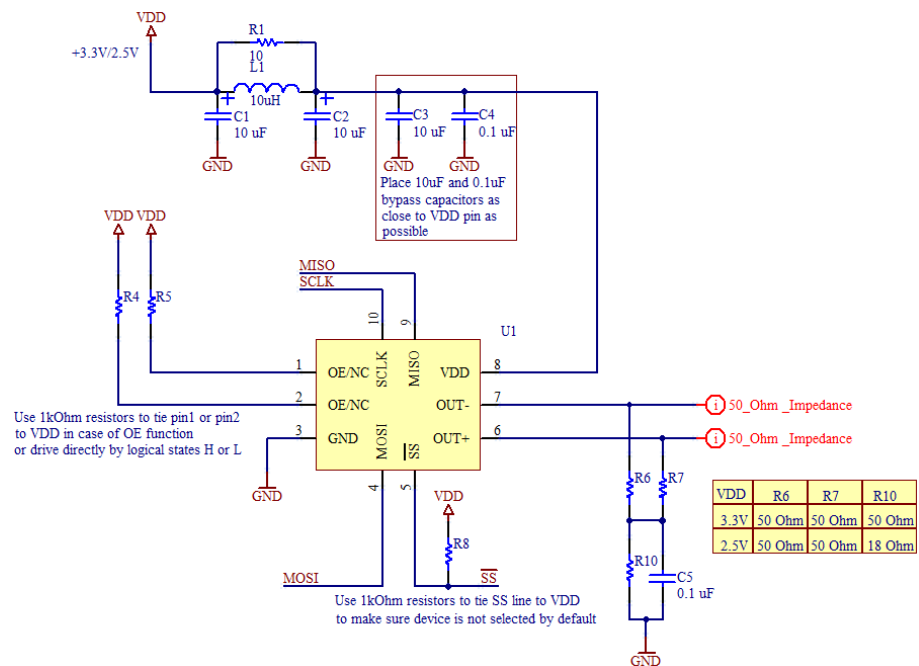 VDD
+3.3V/2.5V
R1
10
L1
10uH
C1
10 uF
C2
10 uF
C3
10 uF
C4
0.1 uF
GND
GND
GND
GND
Place 10uF and 0.1uF
bypass capacitors as
close to VDD pin as
possible
VDD VDD
R4
R5
MISO
SCLK
10
9
U1
1
OE/NC
SCLK
MISO
VDD
8
2
OE/NC
OUT-
7
3
GND
MOSI
SS
OUT+
6
4
5
50_Ohm _Impedance
50_Ohm _Impedance
Use 1kOhm resistors to tie pin1 or pin2
to VDD in case of OE function
or drive directly by logical states H or L
GND
VDD
R8
MOSI
SS
Use 1kOhm resistors to tie SS line to VDD
to make sure device is not selected by default
R6
R7
R10
C5
0.1 uF
GND
VDD R6 R7 R10
3.3V 50 Ohm 50 Ohm 50 Ohm
2.5V 50 Ohm 50 Ohm 18 Ohm